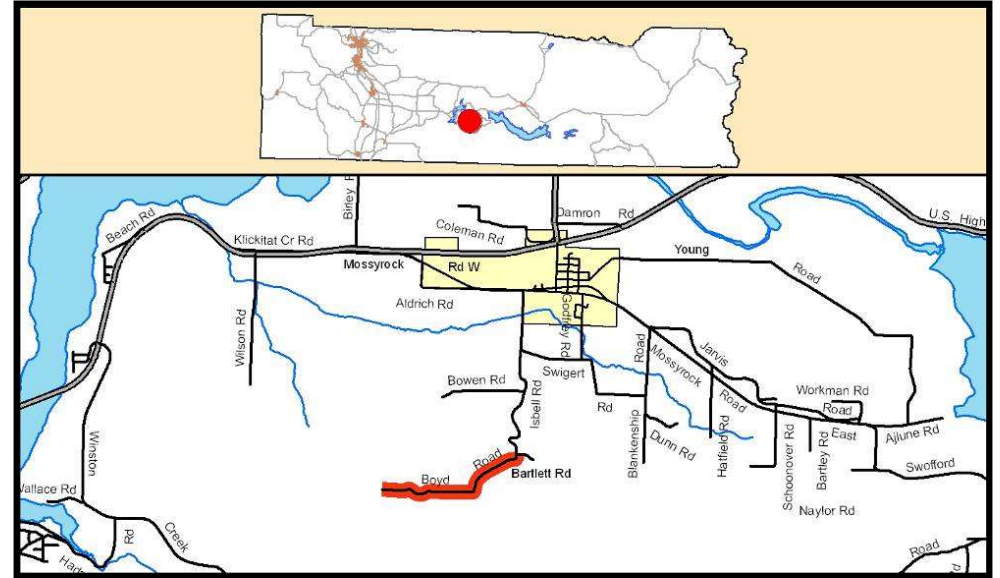 Beach Rd
Birley R
Klickitat Cr Rd
Coleman Rd
Damron Rd
U.S. High
Mossyrock Rd W
Young Road
Aldrich Rd
Wilson Rd
Godfrey Rd
Bowen Rd
Isbell Rd
Swigert Rd
Blankenship Road
Mossyrock Road East
Jarvis Road
Workman Rd
Dunn Rd
Hatfield Rd
Schoonover Rd
Bartley Rd
Ajlune Rd
Swofford
Naylor Rd
Boyd Road
Bartlett Rd
Winston Creek
Wallace Rd
Rd
Road